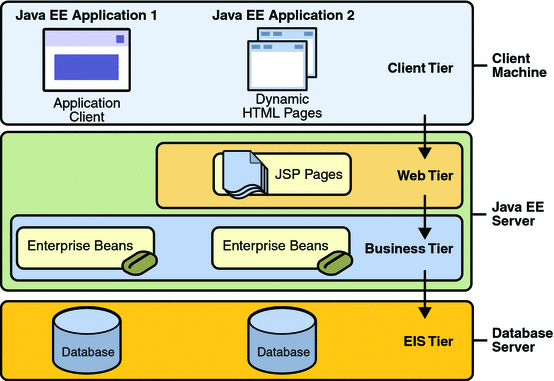 Java EE Application 1
Java EE Application 2
Application
Client
Dynamic
HTML Pages
Client Tier
Client
Machine
JSP Pages
Web Tier
Java EE
Server
Enterprise Beans
Enterprise Beans
Business Tier
Database
Database
EIS Tier
Database
Server